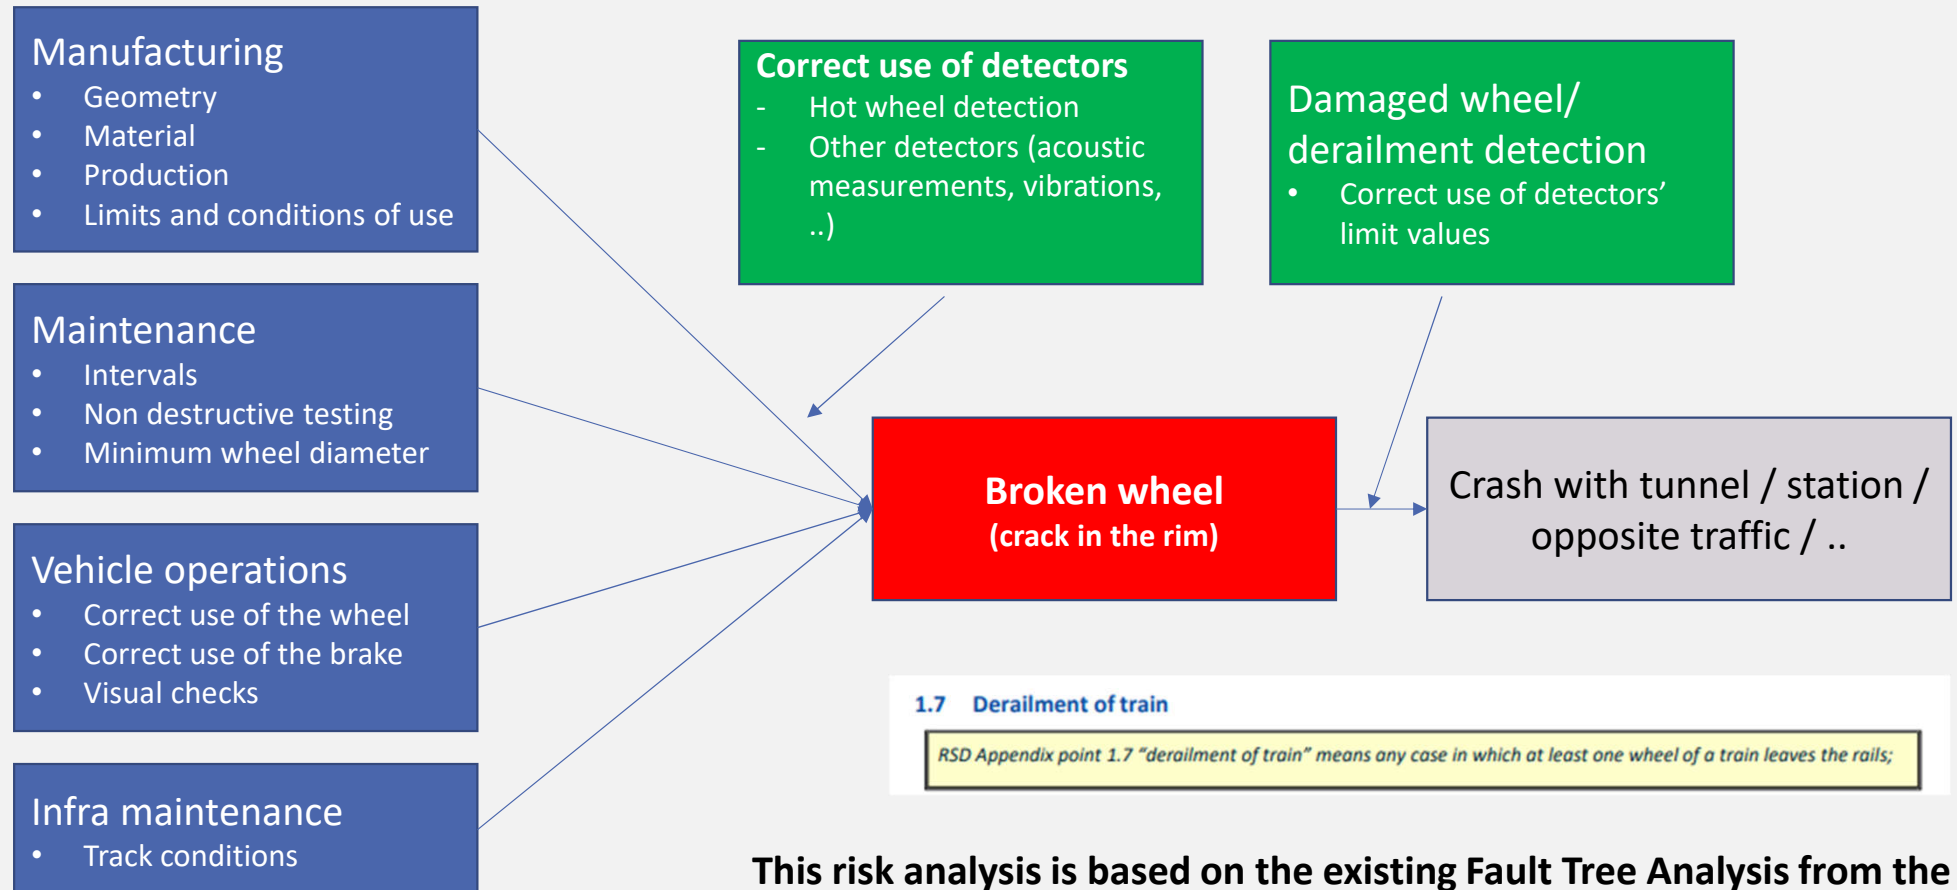 Manufacturing
• Geometry
• Material
• Production
• Limits and conditions of use
Maintenance
• Intervals
• Non destructive testing
• Minimum wheel diameter
Vehicle operations
• Correct use of the wheel
• Correct use of the brake
• Visual checks
Infra maintenance
• Track conditions
Correct use of detectors
- Hot wheel detection
- Other detectors (acoustic
measurements, vibrations,
..)
Damaged wheel/
derailment detection
• Correct use of detectors’
limit values
Broken wheel
(crack in the rim)
Crash with tunnel / station /
opposite traffic / ..
1.7 Derailment of train
RSD Appendix point 1.7 “derailment of train” means any case in which at least one wheel of a train leaves the rails;
This risk analysis is based on the existing Fault Tree Analysis from the